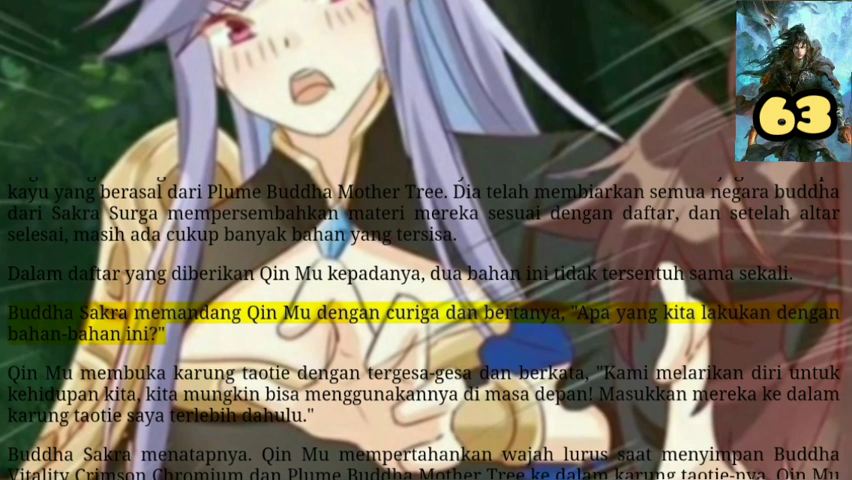 63
kayu yang berasal dari Plume Buddha Mother Tree. Dia telah membiarkan semua negara buddha
dari Sakra Surga mempersembahkan materi mereka sesuai dengan daftar, dan setelah altar
selesai, masih ada cukup banyak bahan yang tersisa.
Dalam daftar yang diberikan Qin Mu kepadanya, dua bahan ini tidak tersentuh sama sekali.
Buddha Sakra memandang Qin Mu dengan curiga dan bertanya, "Apa yang kita lakukan dengan
bahan-bahan ini?"
Qin Mu membuka karung taotie dengan tergesa-gesa dan berkata, "Kami melarikan diri untuk
kehidupan kita, kita mungkin bisa menggunakannya di masa depan! Masukkan mereka ke dalam
karung taotie saya terlebih dahulu."
Buddha Sakra menatapnya. Qin Mu mempertahankan wajah lurus saat menyimpan Buddha
Vitality Crimson Chromium dan Plume Buddha Mother Tree ke dalam karung taotie-nya. Qin Mu